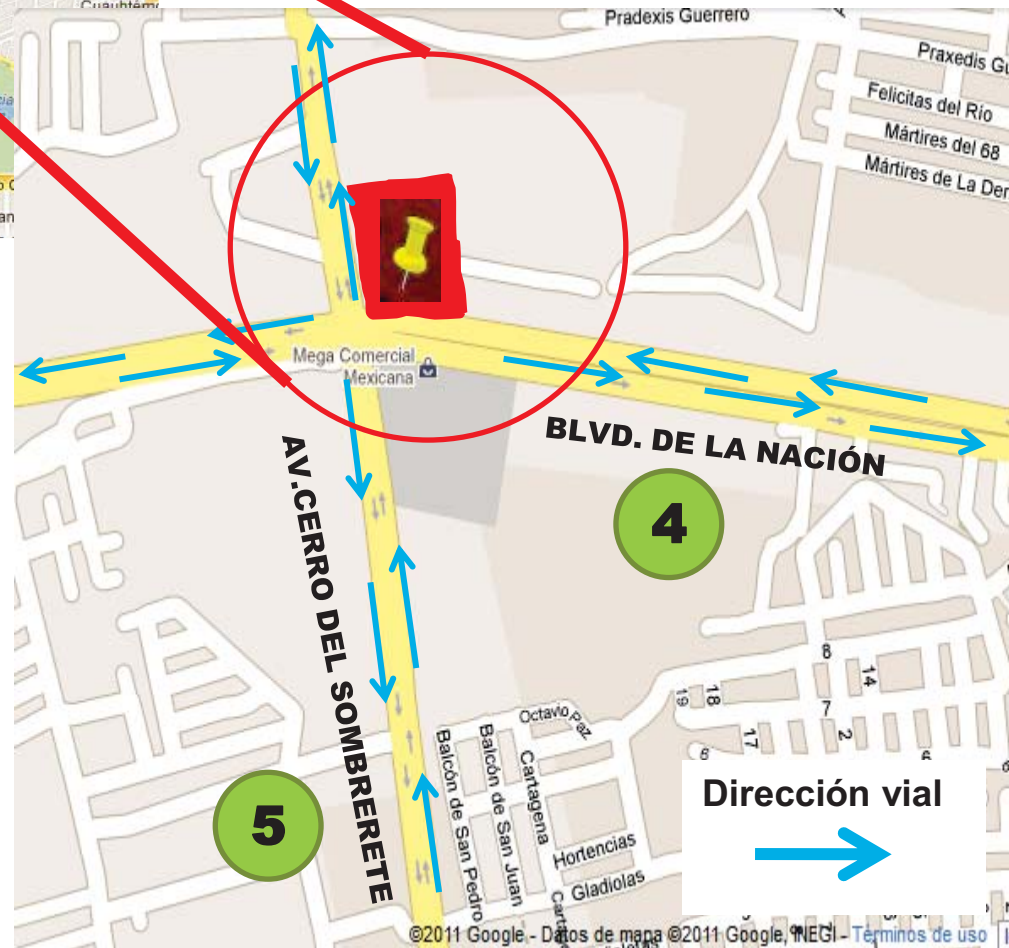 Cuauhtémoc
Pradexis Guerrero
Praxedis Gu
Felicitas del Río
Mártires del 68
Mártires de La Der
Mega Comercial
Mexicana
BLVD. DE LA NACIÓN
4
AV.CERRO DEL SOMBRERETE
8
14
18
19
7
17
2
6
6
Octavio Paz
Balcón de San Pedro
Balcón de San Juan
Cartagena
Hortencias
Gladiolas
5
Dirección vial
©2011 Google - Datos de mapa ©2011 Google, INEGI - Términos de uso